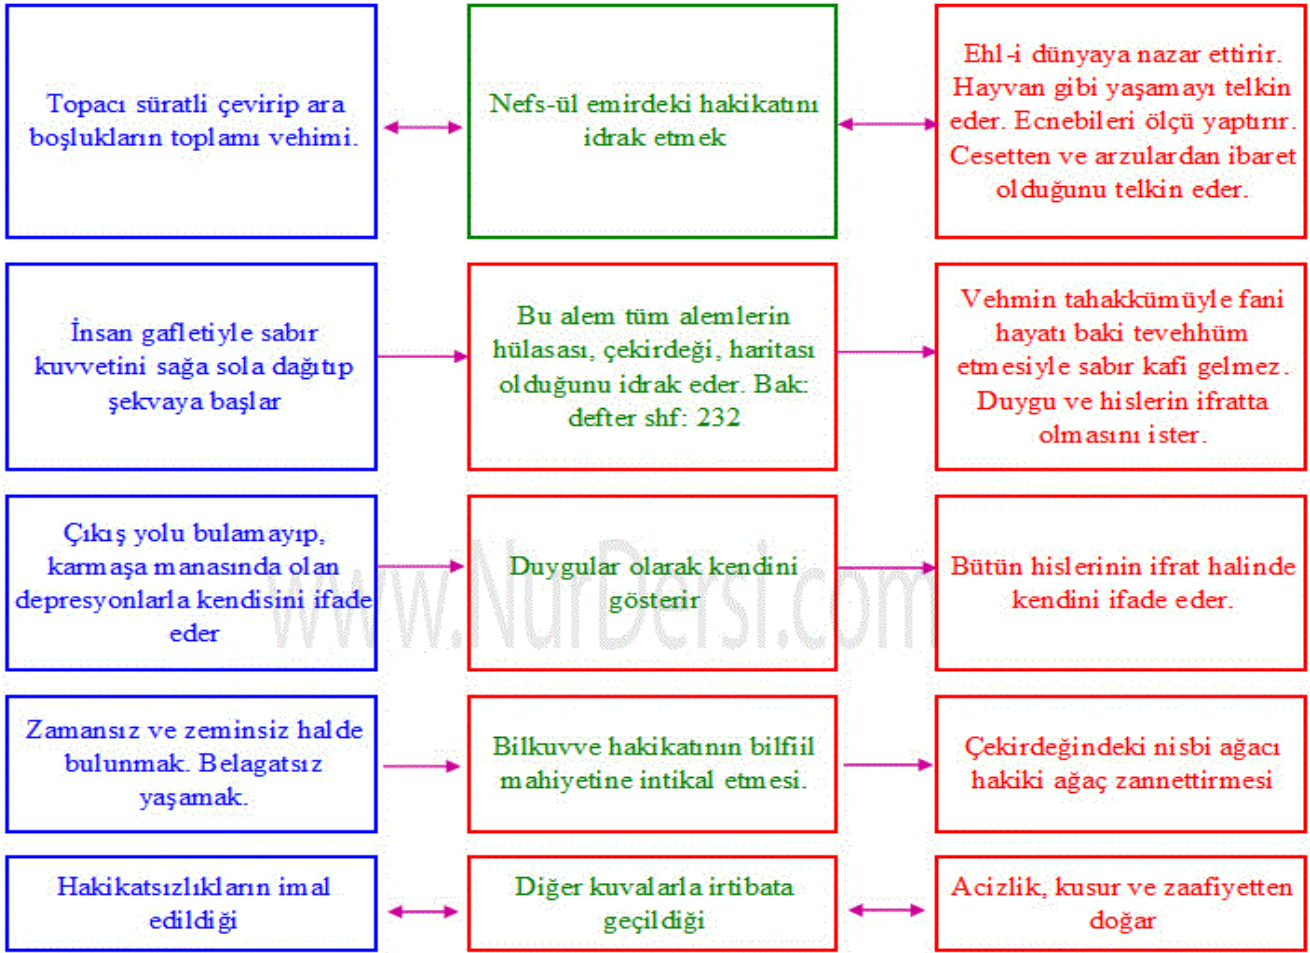 Topacı süratli çevirip ara
boşlukların toplamı vehimi.
Nefs-ül emirdeki hakikatını
idrak etmek
Ehl-i dünyaya nazar ettirir.
Hayvan gibi yaşamayı telkin
eder. Ecnebileri ölçü yaptırır.
Cesetten ve arzulardan ibaret
olduğunu telkin eder.
İnsan gafletiyle sabır
kuvvetini sağa sola dağıtıp
şekvaya başlar
Bu alem tüm alemlerin
hülasası, çekirdeği, haritası
olduğunu idrak eder. Bak:
defter shf: 232
Vehmin tahakkümüyle fani
hayatı baki tevehhüm
etmesiyle sabır kafi gelmez.
Duygu ve hislerin ifratta
olmasını ister.
Çıkış yolu bulamayıp,
karmaşa manasında olan
depresyonlarla kendisini ifade
eder
Duygular olarak kendini
gösterir
Bütün hislerinin ifrat halinde
kendini ifade eder.
www.NurDersi.com
Zamansız ve zeminsiz halde
bulunmak. Belagatsız
yaşamak.
Bilkuvve hakikatının bilfiil
mahiyetine intikal etmesi.
Çekirdeğindeki nisbi ağacı
hakiki ağaç zannettirmesi
Hakikatsızlıkların imal
edildiği
Diğer kuvalarla irtibata
geçildiği
Acizlik, kusur ve zaafiyetten
doğar